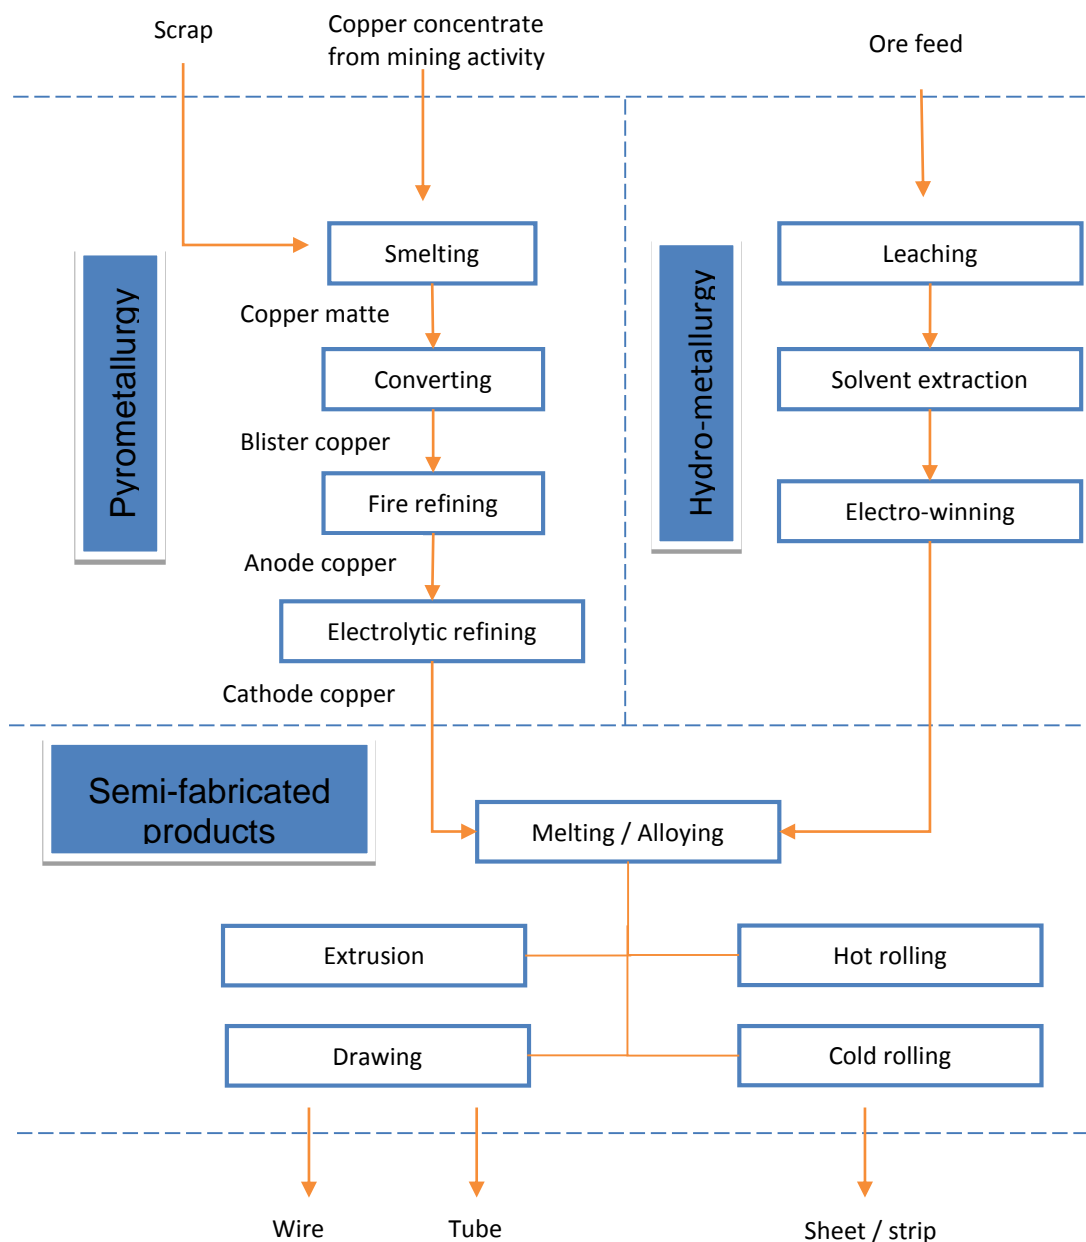 Scrap
Copper concentrate
from mining activity
Ore feed
Pyrometallurgy
Smelting
Copper matte
Converting
Blister copper
Fire refining
Anode copper
Electrolytic refining
Cathode copper
Hydro-metallurgy
Leaching
Solvent extraction
Electro-winning
Semi-fabricated
products
Melting / Alloying
Extrusion
Hot rolling
Drawing
Cold rolling
Wire
Tube
Sheet / strip